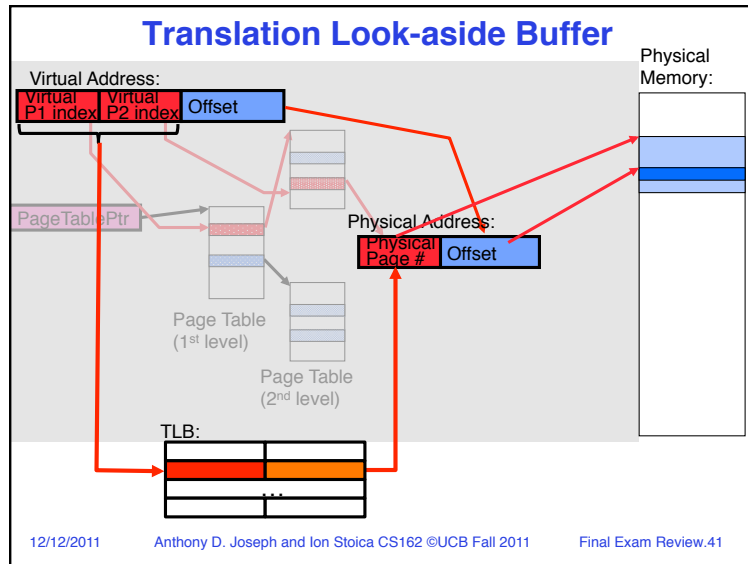 Translation Look-aside Buffer
Physical
Memory:
Virtual Address:
Virtual
P1 index
Virtual
P2 index
Offset
PageTablePtr
Physical Address:
Physical
Page #
Offset
Page Table
(1st level)
Page Table
(2nd level)
TLB:
...
12/12/2011
Anthony D. Joseph and Ion Stoica CS162 ©UCB Fall 2011
Final Exam Review.41